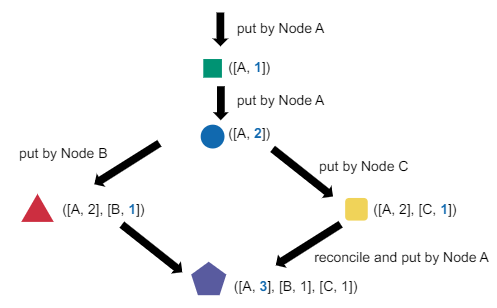 put by Node A
([A, 1])
put by Node A
([A, 2])
put by Node B
put by Node C
([A, 2], [B, 1])
([A, 2], [C, 1])
reconcile and put by Node A
([A, 3], [B, 1], [C, 1])